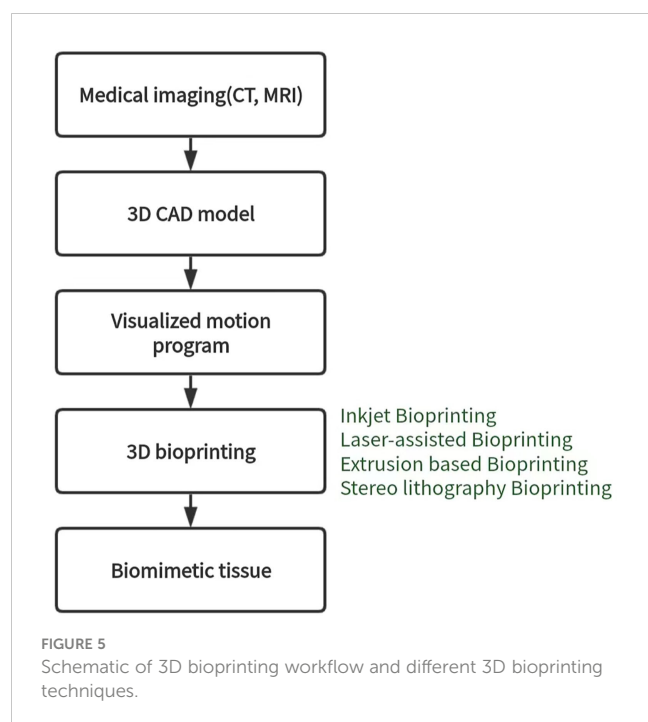 Medical imaging(CT, MRI)
3D CAD model
Visualized motion
program
3D bioprinting
Inkjet Bioprinting
Laser-assisted Bioprinting
Extrusion based Bioprinting
Stereo lithography Bioprinting
Biomimetic tissue
FIGURE 5
Schematic of 3D bioprinting workflow and different 3D bioprinting
techniques.